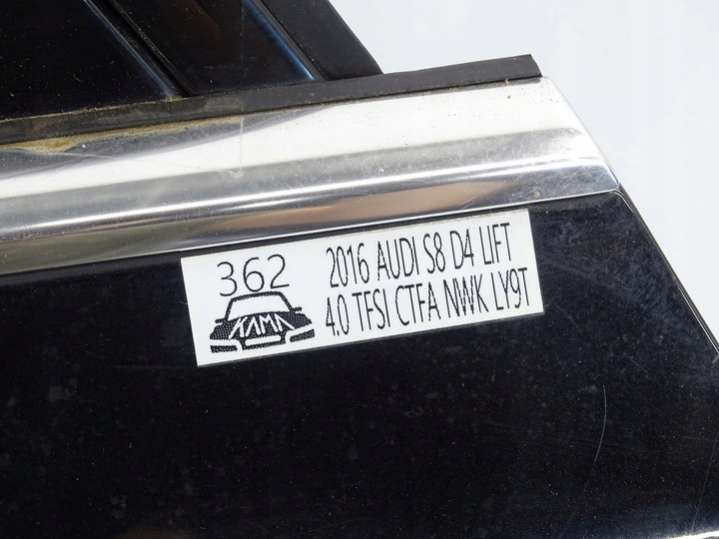 362
KAMA
2016 AUDI S8 D4 LIFT
4.0 TFSI CTFA NWK LY9T